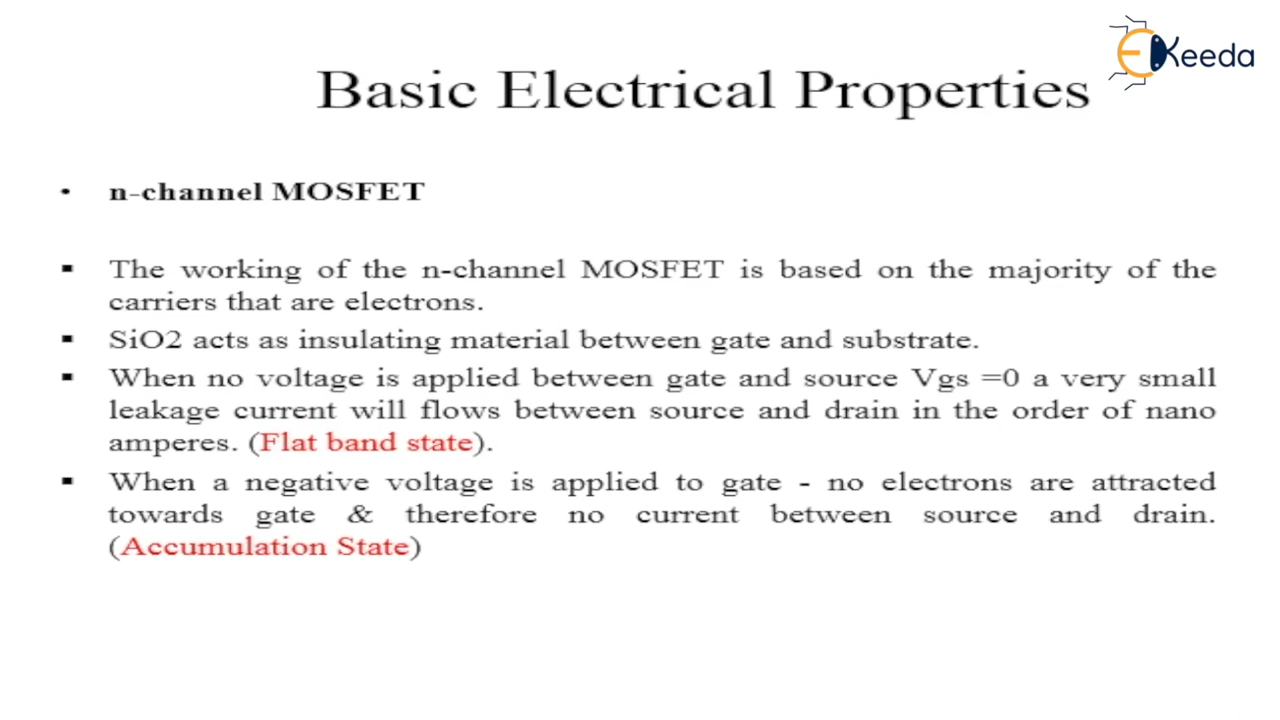 EKeeda
Basic Electrical Properties
• n-channel MOSFET
▪ The working of the n-channel MOSFET is based on the majority of the
carriers that are electrons.
▪ SiO2 acts as insulating material between gate and substrate.
▪ When no voltage is applied between gate and source Vgs =0 a very small
leakage current will flows between source and drain in the order of nano
amperes. (Flat band state).
▪ When a negative voltage is applied to gate - no electrons are attracted
towards gate & therefore no current between source and drain.
(Accumulation State)